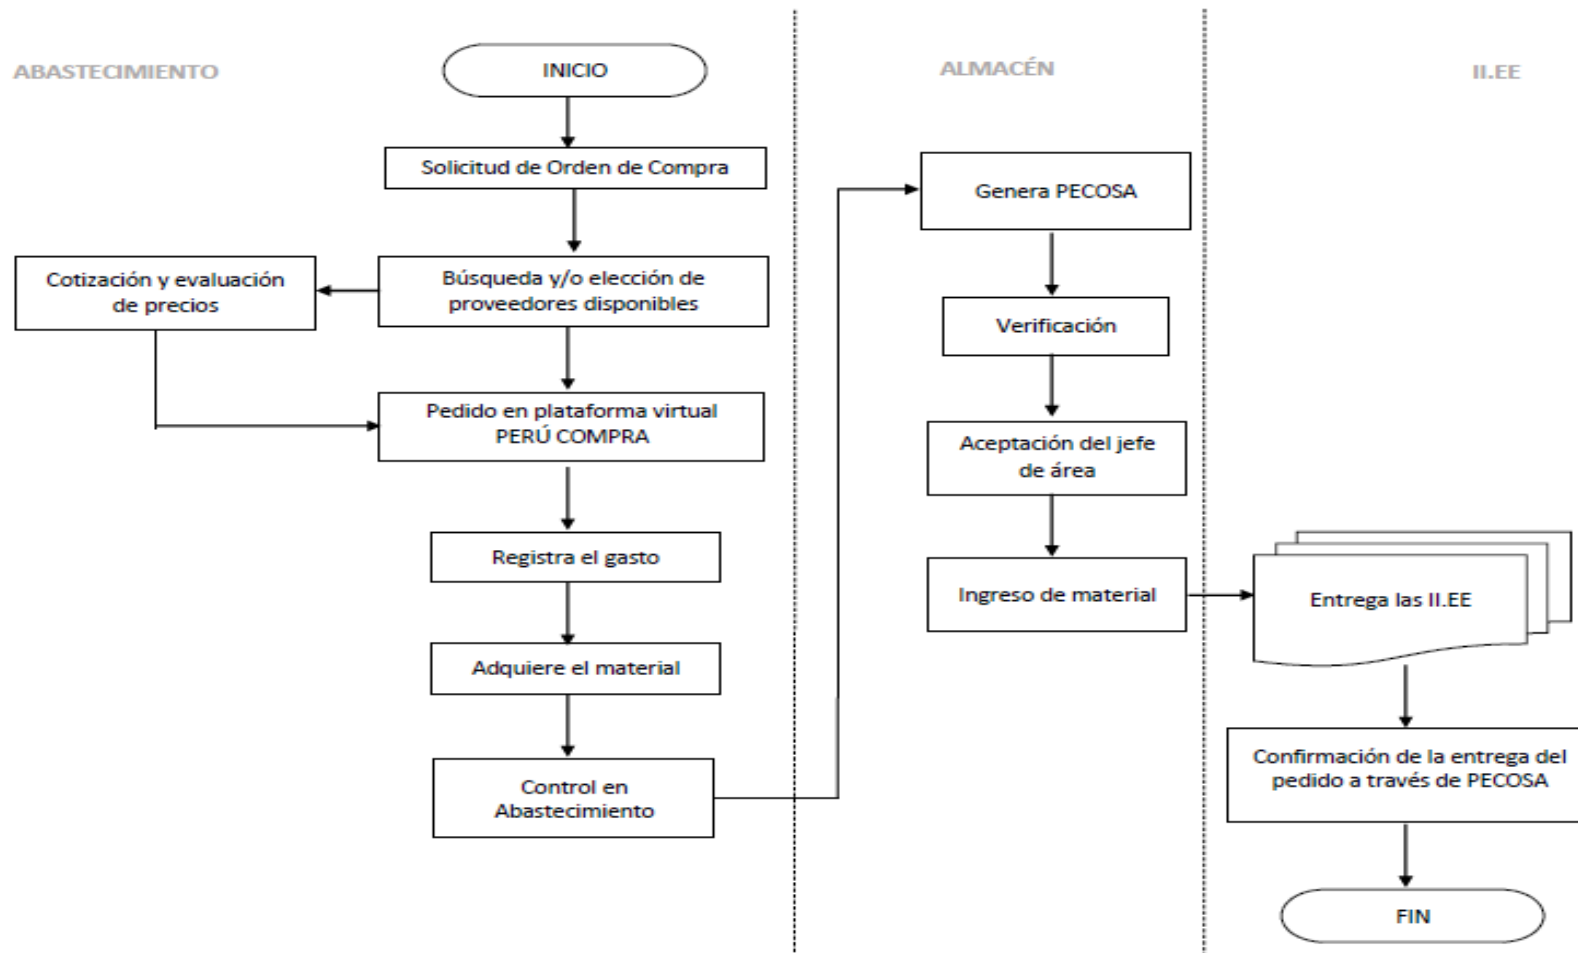 ABASTECIMIENTO
INICIO
Solicitud de Orden de Compra
Cotización y evaluación
de precios
Búsqueda y/o elección de
proveedores disponibles
Pedido en plataforma virtual
PERÚ COMPRA
Registra el gasto
Adquiere el material
Control en
Abastecimiento
ALMACÉN
Genera PECOSA
Verificación
Aceptación del jefe
de área
Ingreso de material
II.EE
Entrega las II.EE
Confirmación de la entrega del
pedido a través de PECOSA
FIN